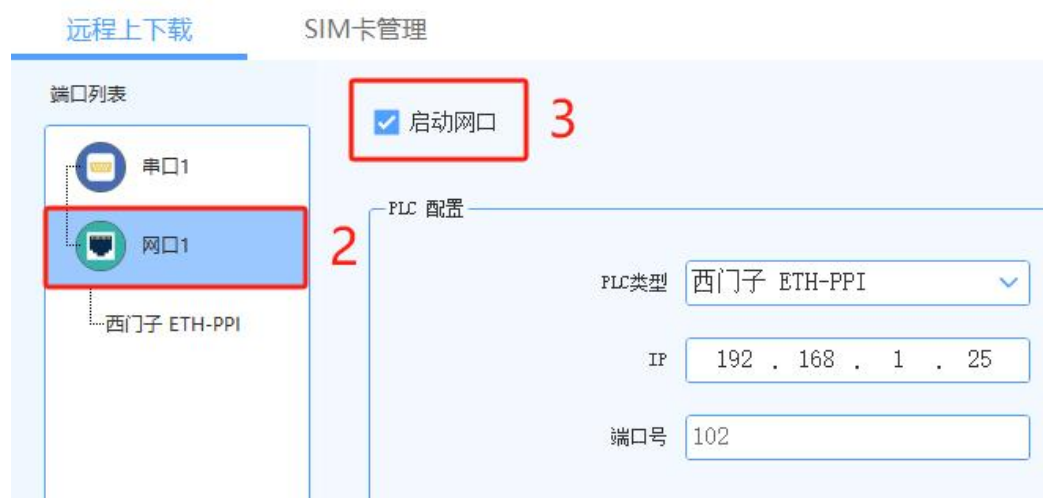 远程上下载 SIM卡管理
端口列表
启动网口 3
串口1
网口1 2
西门子 ETH-PPI
PLC 配置
PLC类型 西门子 ETH-PPI
IP 192 . 168 . 1 . 25
端口号 102